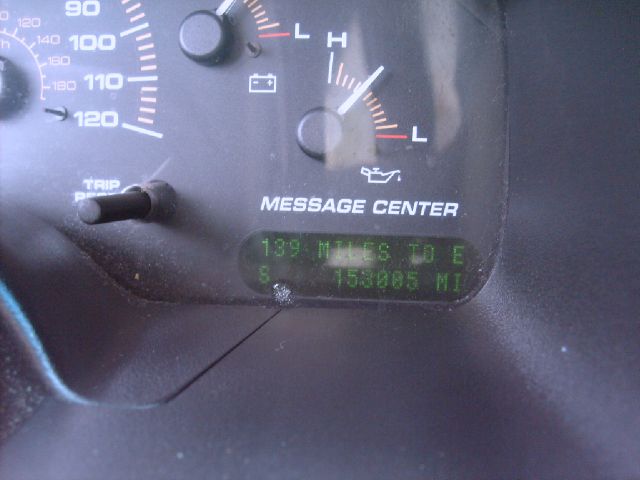 90
100
110
120
120
140
160
180
h
L
H
L
TRIP
MESSAGE CENTER
139 MILES TO E
S 153005 MI